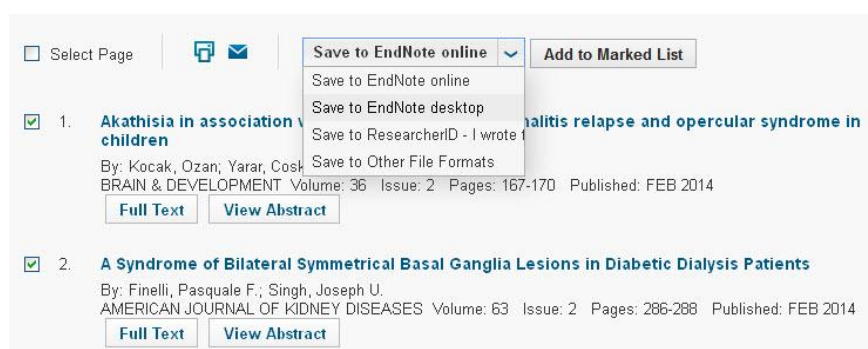 Select Page
Save to EndNote online
Add to Marked List
Save to EndNote online
Save to EndNote desktop
Save to ResearcherID - I wrote
Save to Other File Formats
1. Akathisia in association relapse and opercular syndrome in
children
By: Kocak, Ozan; Yarar,
BRAIN & DEVELOPMENT Volume: 36 Issue: 2 Pages: 167-170 Published: FEB 2014
Full Text View Abstract
2. A Syndrome of Bilateral Symmetrical Basal Ganglia Lesions in Diabetic Dialysis Patients
By: Finelli, Pasquale F.; Singh, Joseph U.
AMERICAN JOURNAL OF KIDNEY DISEASES Volume: 63 Issue: 2 Pages: 286-288 Published: FEB 2014
Full Text View Abstract